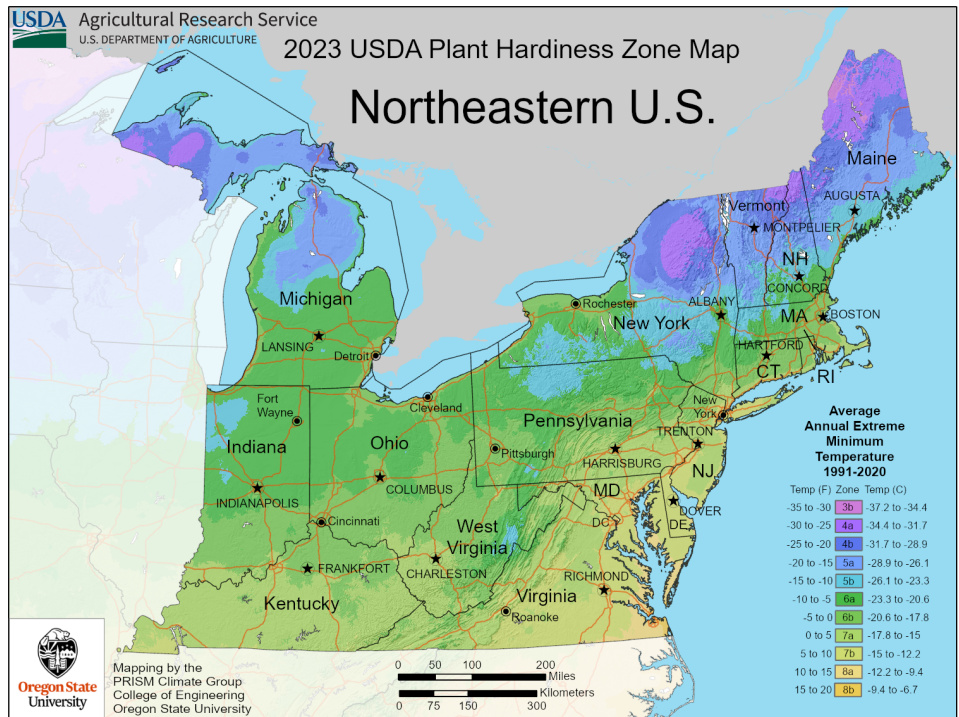 USDA
Agricultural Research Service
U.S. DEPARTMENT OF AGRICULTURE
2023 USDA Plant Hardiness Zone Map
Northeastern U.S.
Maine
AUGUSTA
Vermont
MONTPELIER
NH
CONCORD
Michigan
LANSING
Detroit
Rochester
ALBANY
New York
MA
BOSTON
HARTFORD
CT
RI
Fort
Wayne
Cleveland
New
York
Indiana
Ohio
Pennsylvania
TRENTON
Pittsburgh
HARRISBURG
NJ
INDIANAPOLIS
COLUMBUS
MD
DOVER
DE
DC
Cincinnati
West
Virginia
FRANKFORT
CHARLESTON
RICHMOND
Kentucky
Virginia
Roanoke
Average
Annual Extreme
Minimum
Temperature
1991-2020
Temp (F) Zone Temp (C)
-35 to -30 3b -37.2 to -34.4
-30 to -25 4a -34.4 to -31.7
-25 to -20 4b -31.7 to -28.9
-20 to -15 5a -28.9 to -26.1
-15 to -10 5b -26.1 to -23.3
-10 to -5 6a -23.3 to -20.6
-5 to 0 6b -20.6 to -17.8
0 to 5 7a -17.8 to -15
5 to 10 7b -15 to -12.2
10 to 15 8a -12.2 to -9.4
15 to 20 8b -9.4 to -6.7
Oregon State
University
Mapping by the
PRISM Climate Group
College of Engineering
Oregon State University
0 50 100 200
Miles
Kilometers
0 75 150 300